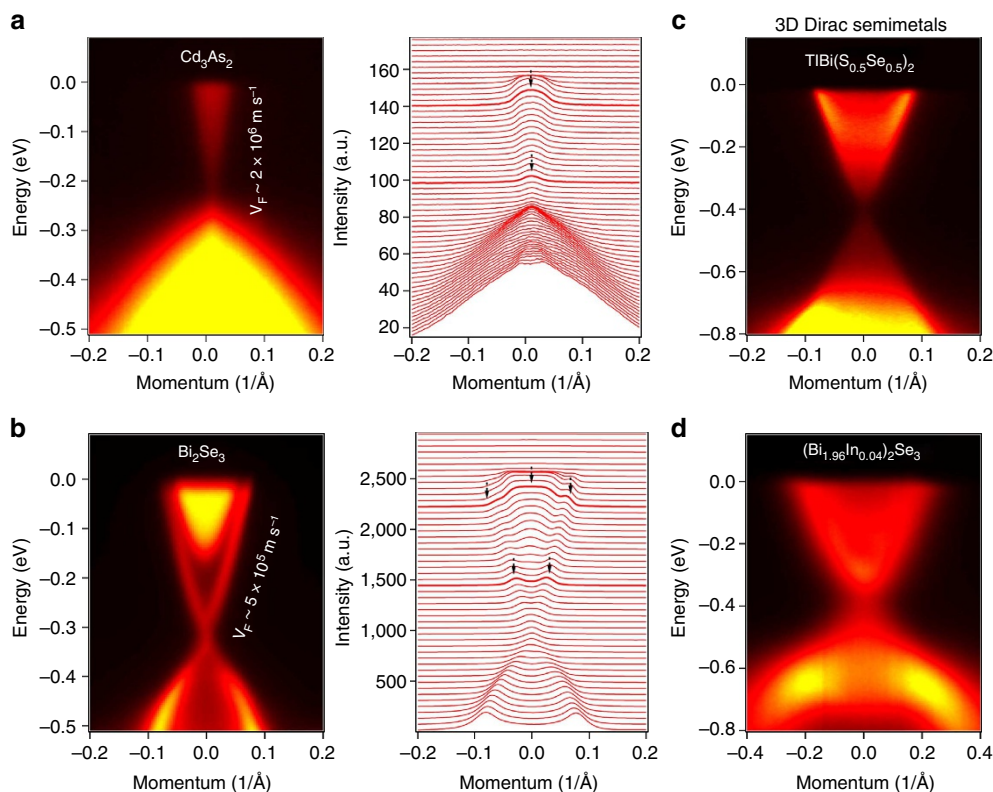 a
Cd₃As₂
V_F ~ 2 × 10⁶ m s⁻¹
Energy (eV)
0.0
−0.1
−0.2
−0.3
−0.4
−0.5
−0.2 −0.1 0.0 0.1 0.2
Momentum (1/Å)
Intensity (a.u.)
160
140
120
100
80
60
40
20
−0.2 −0.1 0.0 0.1 0.2
Momentum (1/Å)
c
3D Dirac semimetals
TlBi(S₀.₅Se₀.₅)₂
Energy (eV)
0.0
−0.2
−0.4
−0.6
−0.8
−0.2 −0.1 0.0 0.1 0.2
Momentum (1/Å)
b
Bi₂Se₃
V_F ~ 5 × 10⁵ m s⁻¹
Energy (eV)
0.0
−0.1
−0.2
−0.3
−0.4
−0.5
−0.2 −0.1 0.0 0.1 0.2
Momentum (1/Å)
Intensity (a.u.)
2,500
2,000
1,500
1,000
500
−0.2 −0.1 0.0 0.1 0.2
Momentum (1/Å)
d
(Bi₁.₉₆In₀.₀₄)₂Se₃
Energy (eV)
0.0
−0.2
−0.4
−0.6
−0.8
−0.4 −0.2 0.0 0.2 0.4
Momentum (1/Å)